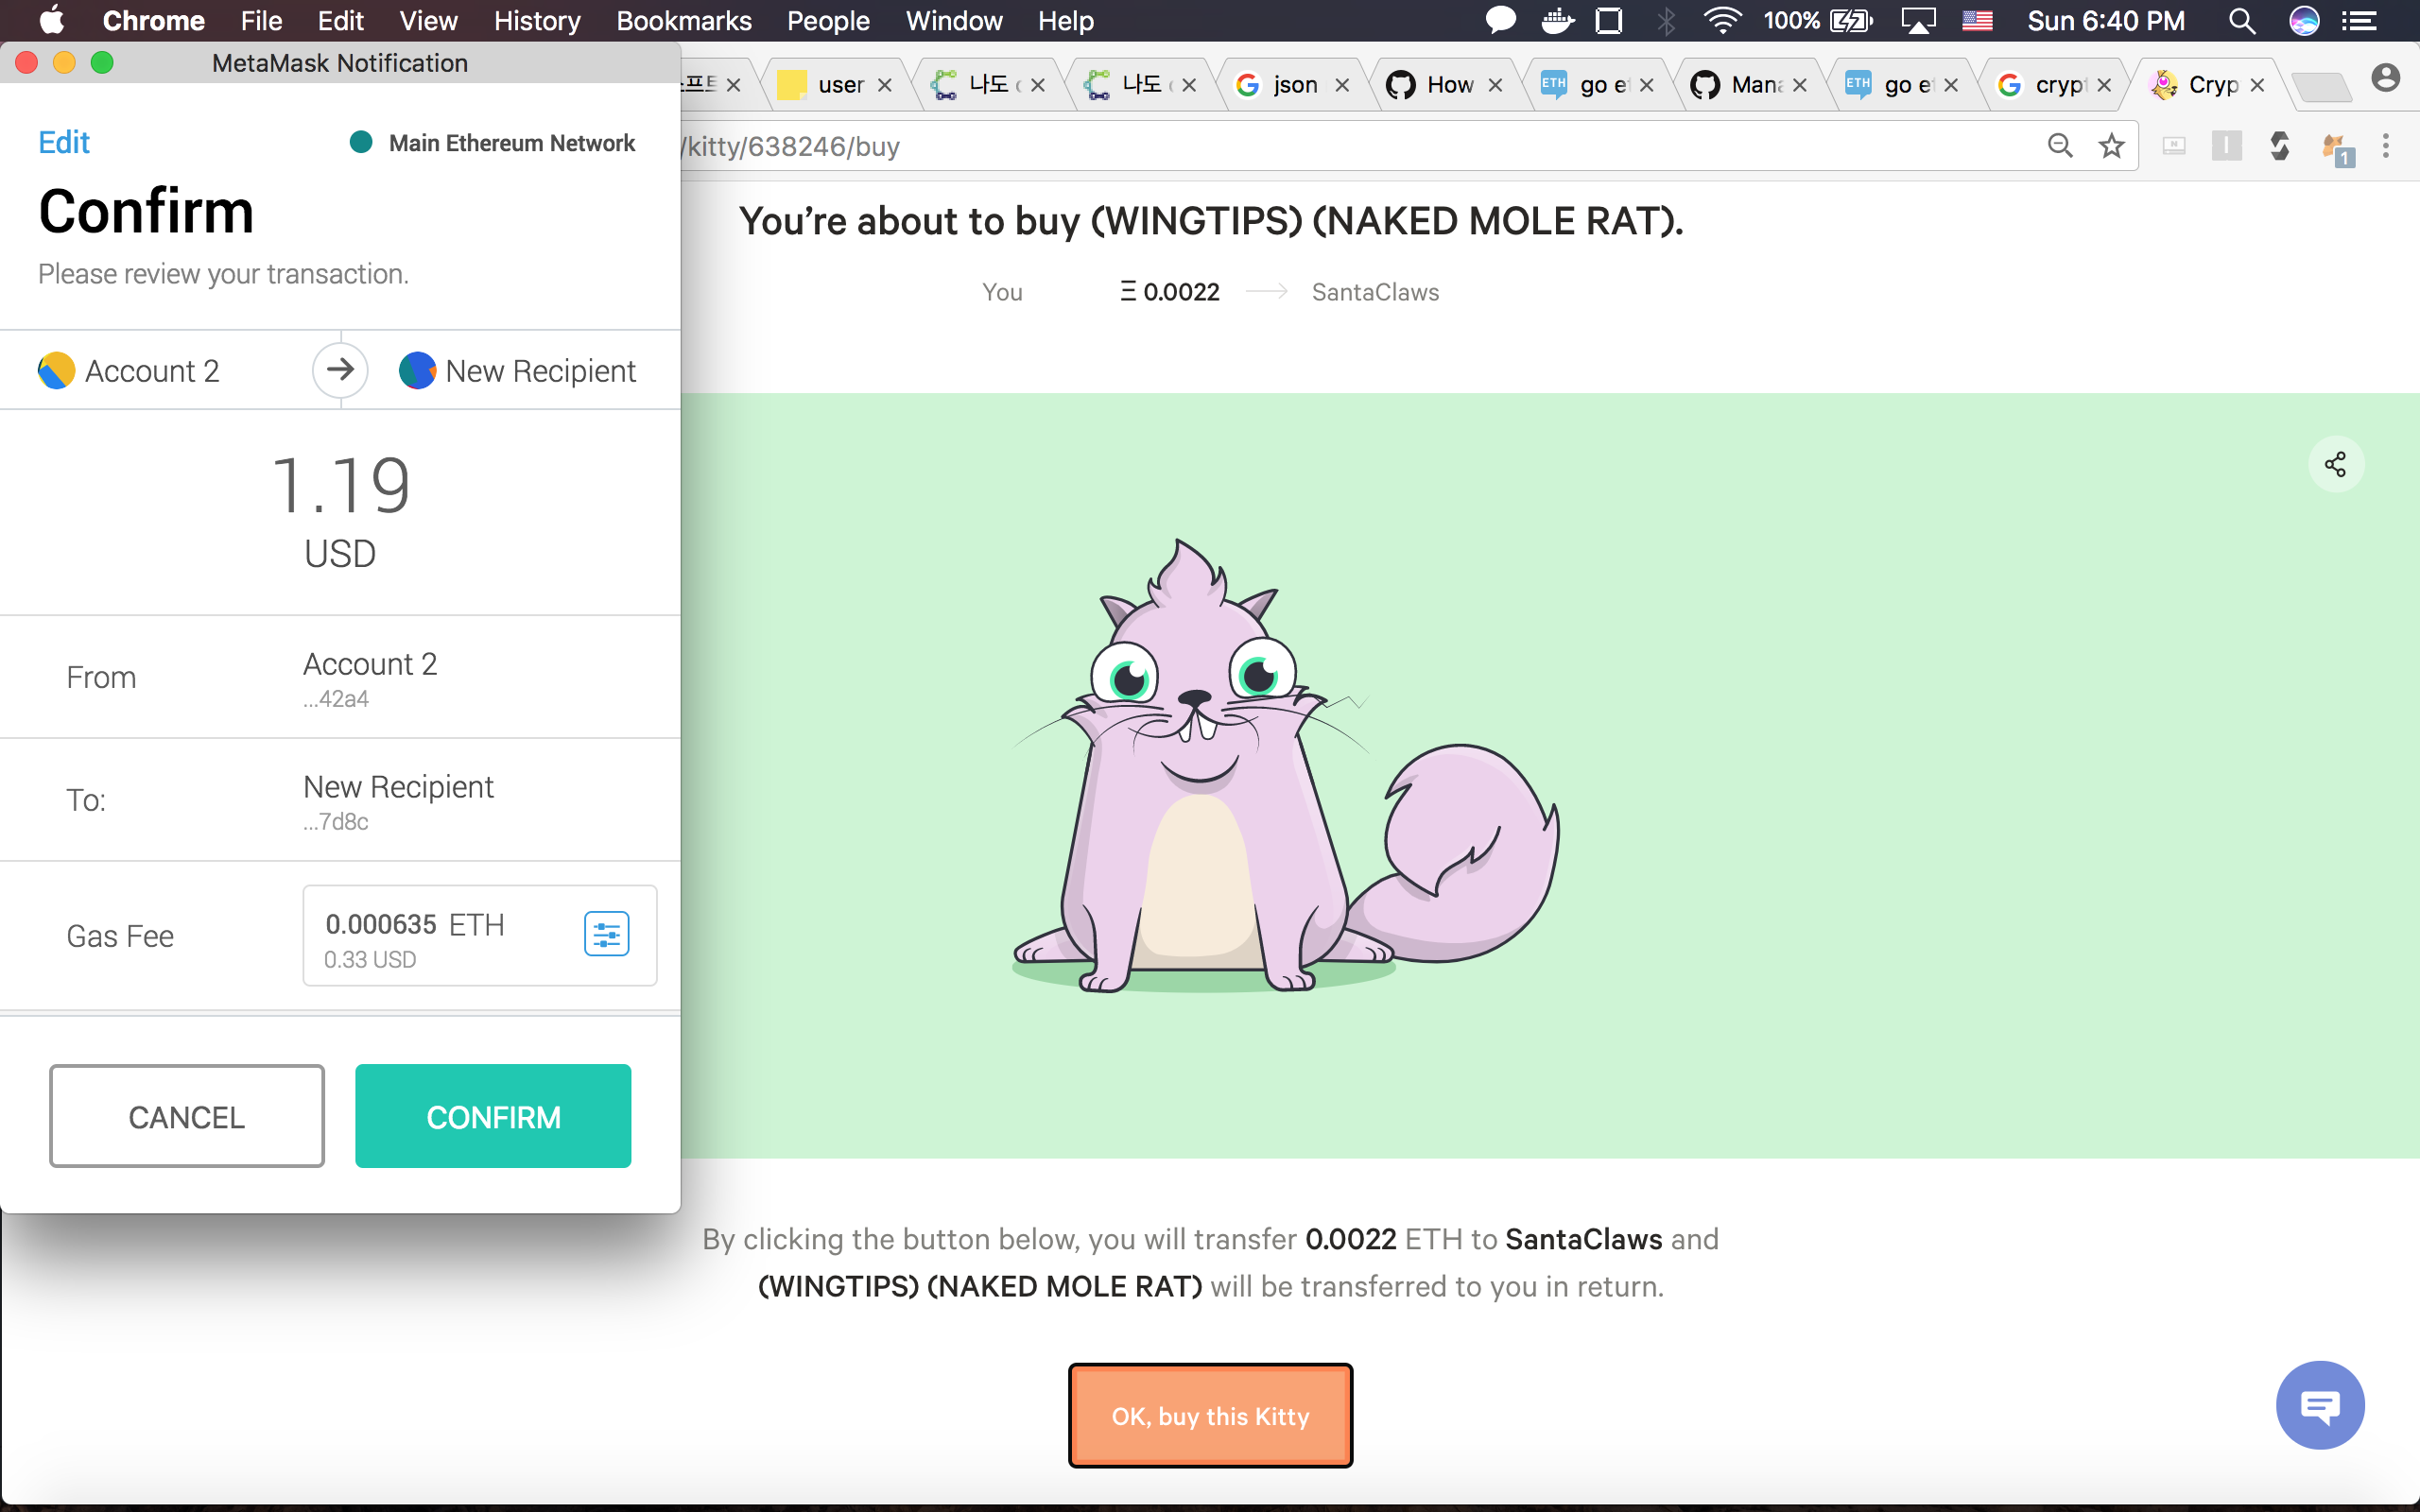 Chrome File Edit View History Bookmarks People Window Help 100% Sun 6:40 PM
MetaMask Notification
user 나도 나도 json How ETH go ETH go Cryp
/kitty/638246/buy
1
Edit Main Ethereum Network
Confirm
Please review your transaction.
Account 2 New Recipient
1.19
USD
From Account 2
...42a4
To: New Recipient
...7d8c
Gas Fee 0.000635 ETH
0.33 USD
CANCEL CONFIRM
You're about to buy (WINGTIPS) (NAKED MOLE RAT).
You Ξ 0.0022 SantaClaws
By clicking the button below, you will transfer 0.0022 ETH to SantaClaws and
(WINGTIPS) (NAKED MOLE RAT) will be transferred to you in return.
OK, buy this Kitty